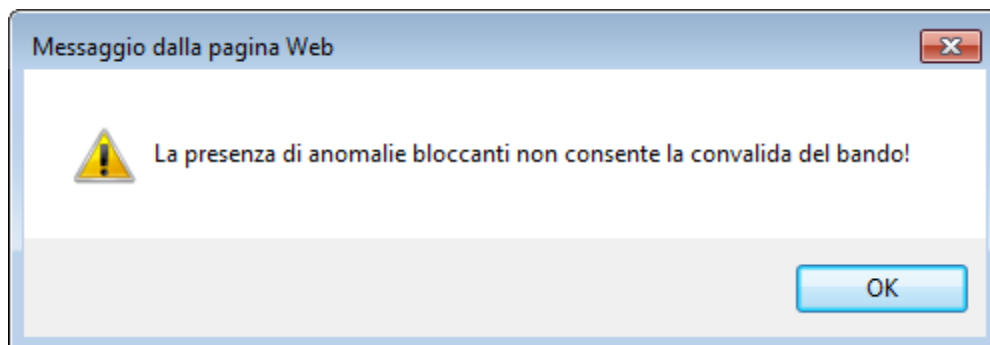 Messaggio dalla pagina Web
La presenza di anomalie bloccanti non consente la convalida del bando!
OK